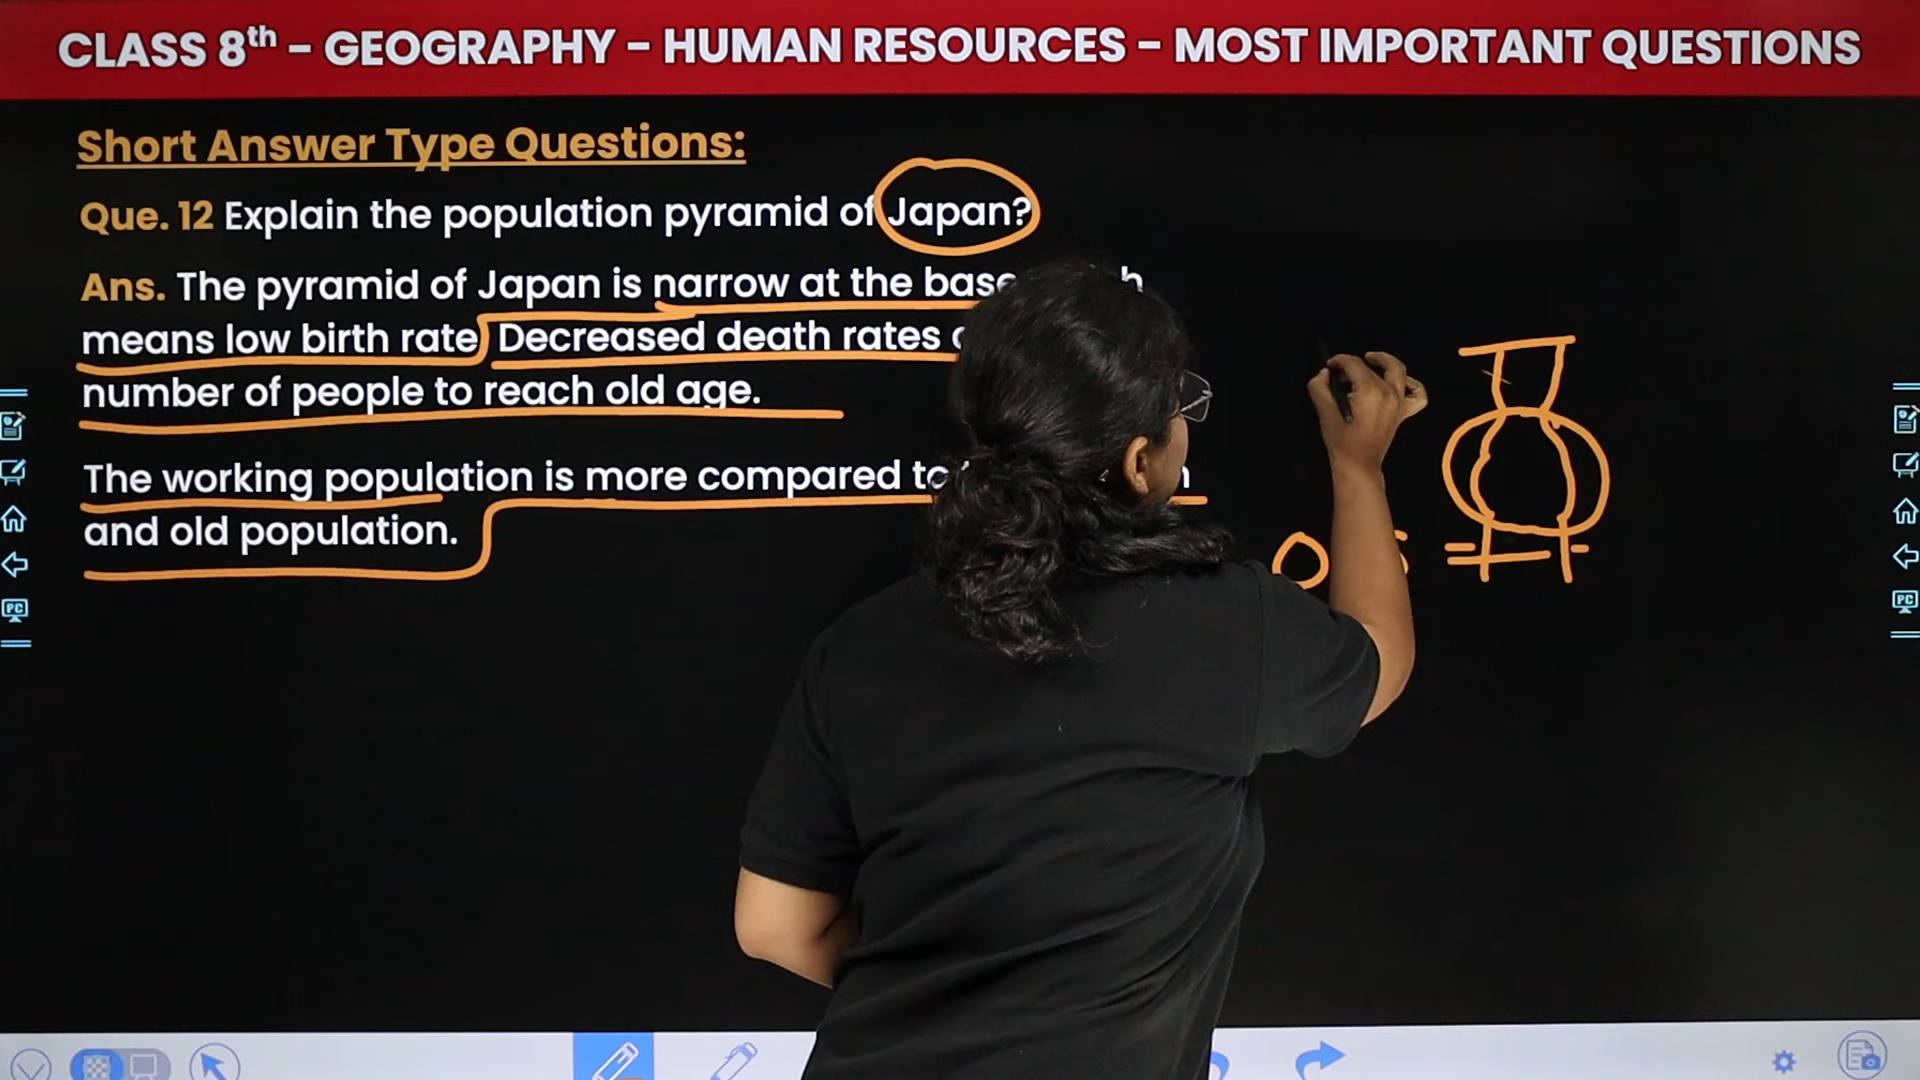 CLASS 8th – GEOGRAPHY – HUMAN RESOURCES – MOST IMPORTANT QUESTIONS
Short Answer Type Questions:
Que. 12 Explain the population pyramid of Japan?
Ans. The pyramid of Japan is narrow at the base
means low birth rate Decreased death rates
number of people to reach old age.
The working population is more compared to
and old population.
PC
PC